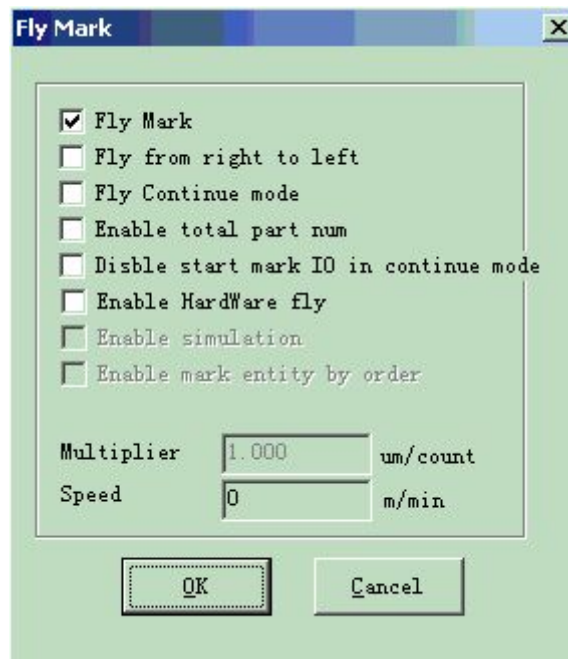 Fly Mark
Fly Mark
Fly from right to left
Fly Continue mode
Enable total part num
Disble start mark IO in continue mode
Enable HardWare fly
Enable simulation
Enable mark entity by order
Multiplier 1.000 um/count
Speed 0 m/min
OK Cancel